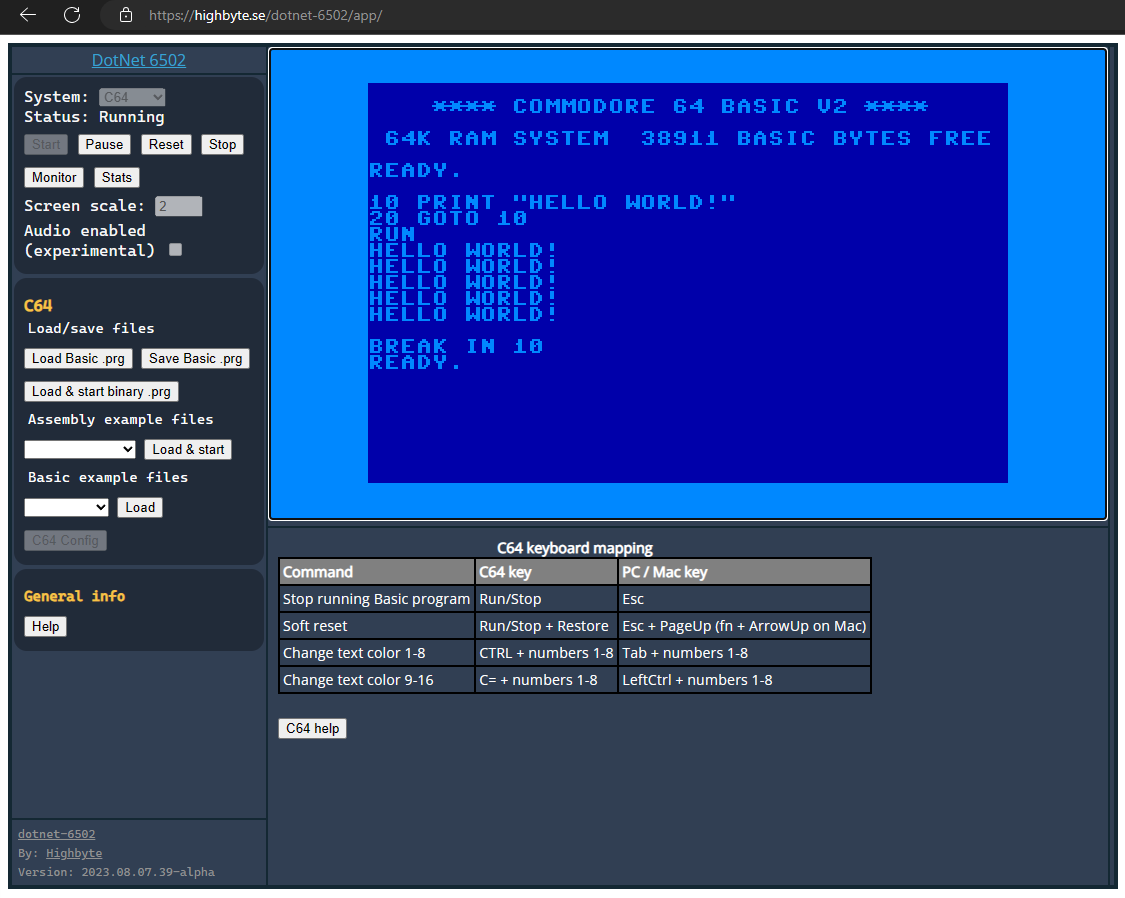 https://highbyte.se/dotnet-6502/app/
DotNet 6502
System: C64
Status: Running
Start Pause Reset Stop
Monitor Stats
Screen scale: 2
Audio enabled
(experimental)
C64
Load/save files
Load Basic .prg Save Basic .prg
Load & start binary .prg
Assembly example files
Load & start
Basic example files
Load
C64 Config
General info
Help
dotnet-6502
By: Highbyte
Version: 2023.08.07.39-alpha
**** COMMODORE 64 BASIC V2 ****
64K RAM SYSTEM  38911 BASIC BYTES FREE
READY.
10 PRINT "HELLO WORLD!"
20 GOTO 10
RUN
HELLO WORLD!
HELLO WORLD!
HELLO WORLD!
HELLO WORLD!
HELLO WORLD!
BREAK IN 10
READY.
C64 keyboard mapping
Command C64 key PC / Mac key
Stop running Basic program Run/Stop Esc
Soft reset Run/Stop + Restore Esc + PageUp (fn + ArrowUp on Mac)
Change text color 1-8 CTRL + numbers 1-8 Tab + numbers 1-8
Change text color 9-16 C= + numbers 1-8 LeftCtrl + numbers 1-8
C64 help